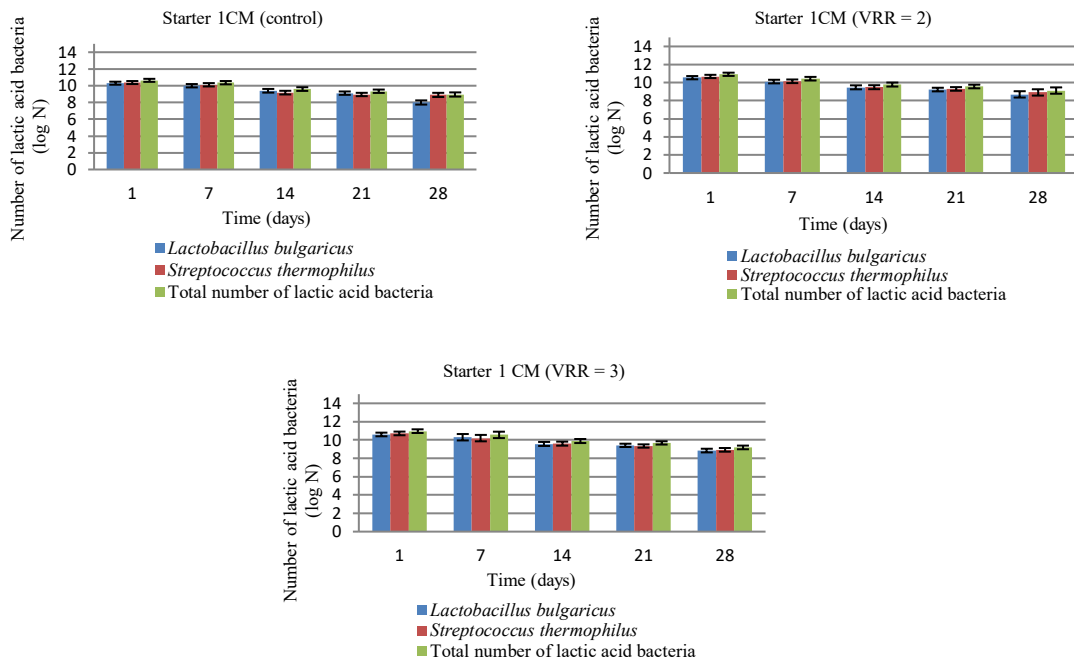 Starter 1CM (control)
Number of lactic acid bacteria
(log N)
14
12
10
8
6
4
2
0
1 7 14 21 28
Time (days)
Lactobacillus bulgaricus
Streptococcus thermophilus
Total number of lactic acid bacteria
Starter 1CM (VRR = 2)
Number of lactic acid bacteria
(log N)
14
12
10
8
6
4
2
0
1 7 14 21 28
Time (days)
Lactobacillus bulgaricus
Streptococcus thermophilus
Total number of lactic acid bacteria
Starter 1 CM (VRR = 3)
Number of lactic acid bacteria
(log N)
14
12
10
8
6
4
2
0
1 7 14 21 28
Time (days)
Lactobacillus bulgaricus
Streptococcus thermophilus
Total number of lactic acid bacteria